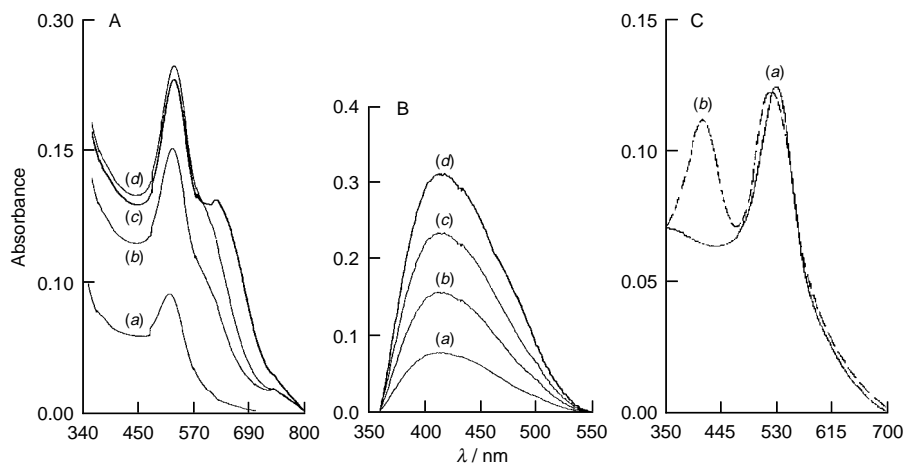 A
0.30
0.15
0.10
0.00
Absorbance
(d)
(c)
(b)
(a)
340 450 570 690 800
B
0.4
0.3
0.2
0.1
0.0
(d)
(c)
(b)
(a)
350 400 450 500 550
λ / nm
C
0.15
0.10
0.05
0.00
(b)
(a)
350 445 530 615 700